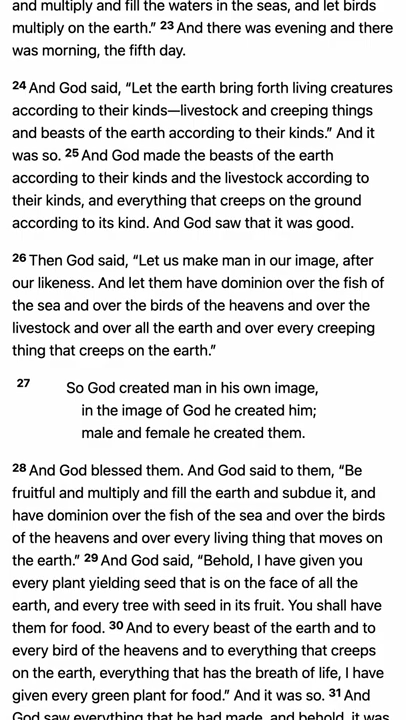 and multiply and fill the waters in the seas, and let birds
multiply on the earth.” 23 And there was evening and there
was morning, the fifth day.
24 And God said, “Let the earth bring forth living creatures
according to their kinds—livestock and creeping things
and beasts of the earth according to their kinds.” And it
was so. 25 And God made the beasts of the earth
according to their kinds and the livestock according to
their kinds, and everything that creeps on the ground
according to its kind. And God saw that it was good.
26 Then God said, “Let us make man in our image, after
our likeness. And let them have dominion over the fish of
the sea and over the birds of the heavens and over the
livestock and over all the earth and over every creeping
thing that creeps on the earth.”
27 So God created man in his own image,
in the image of God he created him;
male and female he created them.
28 And God blessed them. And God said to them, “Be
fruitful and multiply and fill the earth and subdue it, and
have dominion over the fish of the sea and over the birds
of the heavens and over every living thing that moves on
the earth.” 29 And God said, “Behold, I have given you
every plant yielding seed that is on the face of all the
earth, and every tree with seed in its fruit. You shall have
them for food. 30 And to every beast of the earth and to
every bird of the heavens and to everything that creeps
on the earth, everything that has the breath of life, I have
given every green plant for food.” And it was so. 31 And
God saw everything that he had made, and behold, it was